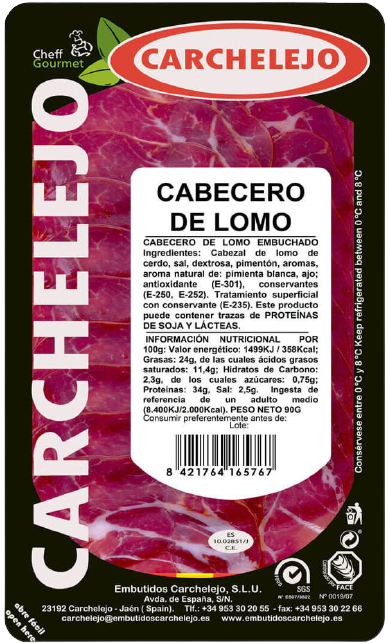 Cheff
Gourmet
CARCHELEJO
CARCHELEJO
CABECERO
DE LOMO
CABECERO DE LOMO EMBUCHADO
Ingredientes: Cabezal de lomo de
cerdo, sal, dextrosa, pimentón, aromas,
aroma natural de: pimienta blanca, ajo;
antioxidante (E-301), conservantes
(E-250, E-252). Tratamiento superficial
con conservante (E-235). Este producto
puede contener trazas de PROTEÍNAS
DE SOJA Y LÁCTEAS.
INFORMACIÓN NUTRICIONAL POR
100g: Valor energético: 1499KJ / 358Kcal;
Grasas: 24g, de las cuales ácidos grasos
saturados: 11,4g; Hidratos de Carbono:
2,3g, de los cuales azúcares: 0,75g;
Proteínas: 34g, Sal: 2,5g. Ingesta de
referencia de un adulto medio
(8.400KJ/2.000Kcal). PESO NETO 90G
Consumir preferentemente antes de:
Lote:
8 421764 165767
Consérvese entre 0°C y 8°C Keep refrigerated between 0°C and 8°C
ES
10.02851/J
C.E.
SGS
FACE
Nº 0019/07
abre fácil
open here
Embutidos Carchelejo, S.L.U.
Avda. de España, S/N.
23192 Carchelejo - Jaén ( Spain). Tlf.: +34 953 30 20 55 - fax: +34 953 30 22 66
carchelejo@embutidoscarchelejo.es www.embutidoscarchelejo.es